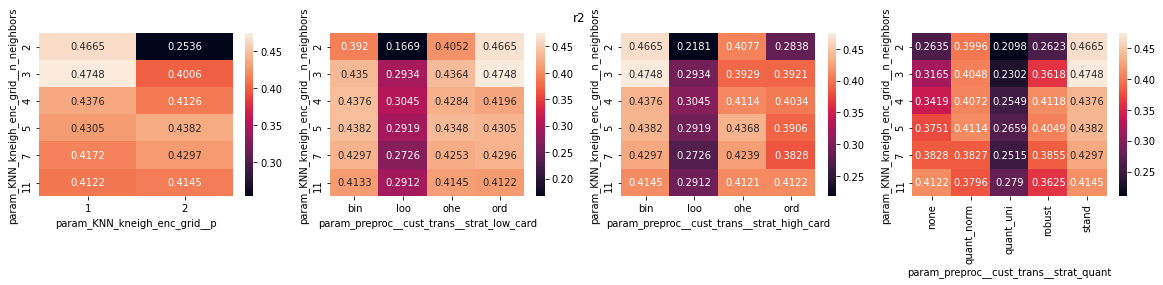 r2
param_KNN_kneigh_enc_grid__n_neighbors
2 0.4665 0.2536
3 0.4748 0.4006
4 0.4376 0.4126
5 0.4305 0.4382
7 0.4172 0.4297
11 0.4122 0.4145
1 2
param_KNN_kneigh_enc_grid__p
0.45
0.40
0.35
0.30
param_KNN_kneigh_enc_grid__n_neighbors
2 0.392 0.1669 0.4052 0.4665
3 0.435 0.2934 0.4364 0.4748
4 0.4376 0.3045 0.4284 0.4196
5 0.4382 0.2919 0.4348 0.4305
7 0.4297 0.2726 0.4253 0.4296
11 0.4133 0.2912 0.4145 0.4122
bin loo ohe ord
param_preproc__cust_trans__strat_low_card
0.45
0.40
0.35
0.30
0.25
0.20
param_KNN_kneigh_enc_grid__n_neighbors
2 0.4665 0.2181 0.4077 0.2838
3 0.4748 0.2934 0.3929 0.3921
4 0.4376 0.3045 0.4114 0.4034
5 0.4382 0.2919 0.4368 0.3906
7 0.4297 0.2726 0.4239 0.3828
11 0.4145 0.2912 0.4121 0.4122
bin loo ohe ord
param_preproc__cust_trans__strat_high_card
0.45
0.40
0.35
0.30
0.25
param_KNN_kneigh_enc_grid__n_neighbors
2 0.2635 0.3996 0.2098 0.2623 0.4665
3 0.3165 0.4048 0.2302 0.3618 0.4748
4 0.3419 0.4072 0.2549 0.4118 0.4376
5 0.3751 0.4114 0.2659 0.4049 0.4382
7 0.3828 0.3827 0.2515 0.3855 0.4297
11 0.4122 0.3796 0.279 0.3625 0.4145
none quant_norm quant_uni robust stand
param_preproc__cust_trans__strat_quant
0.45
0.40
0.35
0.30
0.25